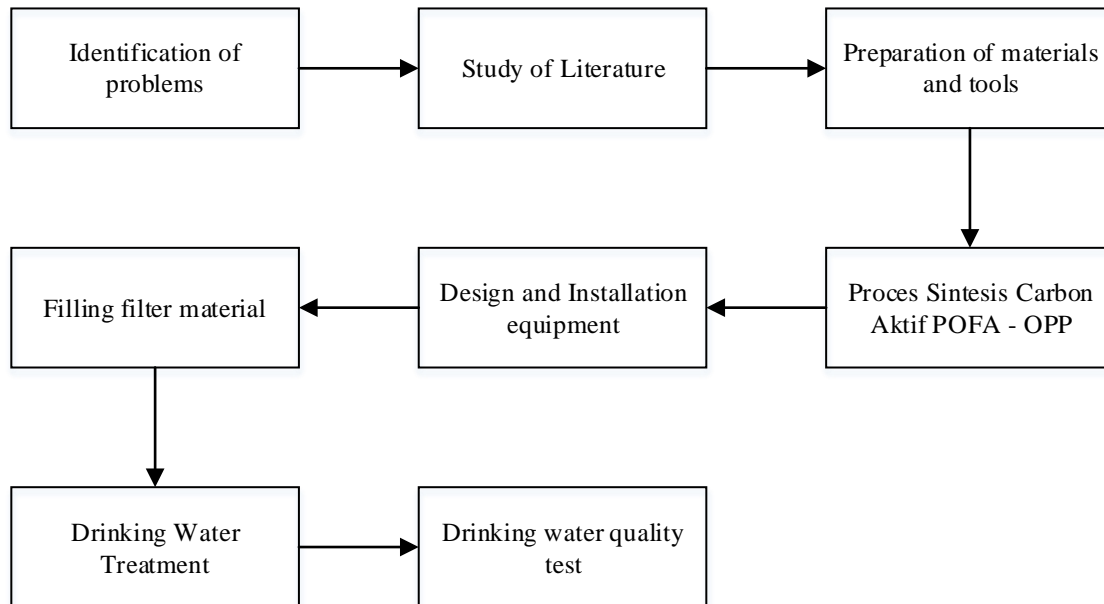 Identification of
problems
Study of Literature
Preparation of materials
and tools
Proces Sintesis Carbon
Aktif POFA - OPP
Design and Installation
equipment
Filling filter material
Drinking Water
Treatment
Drinking water quality
test